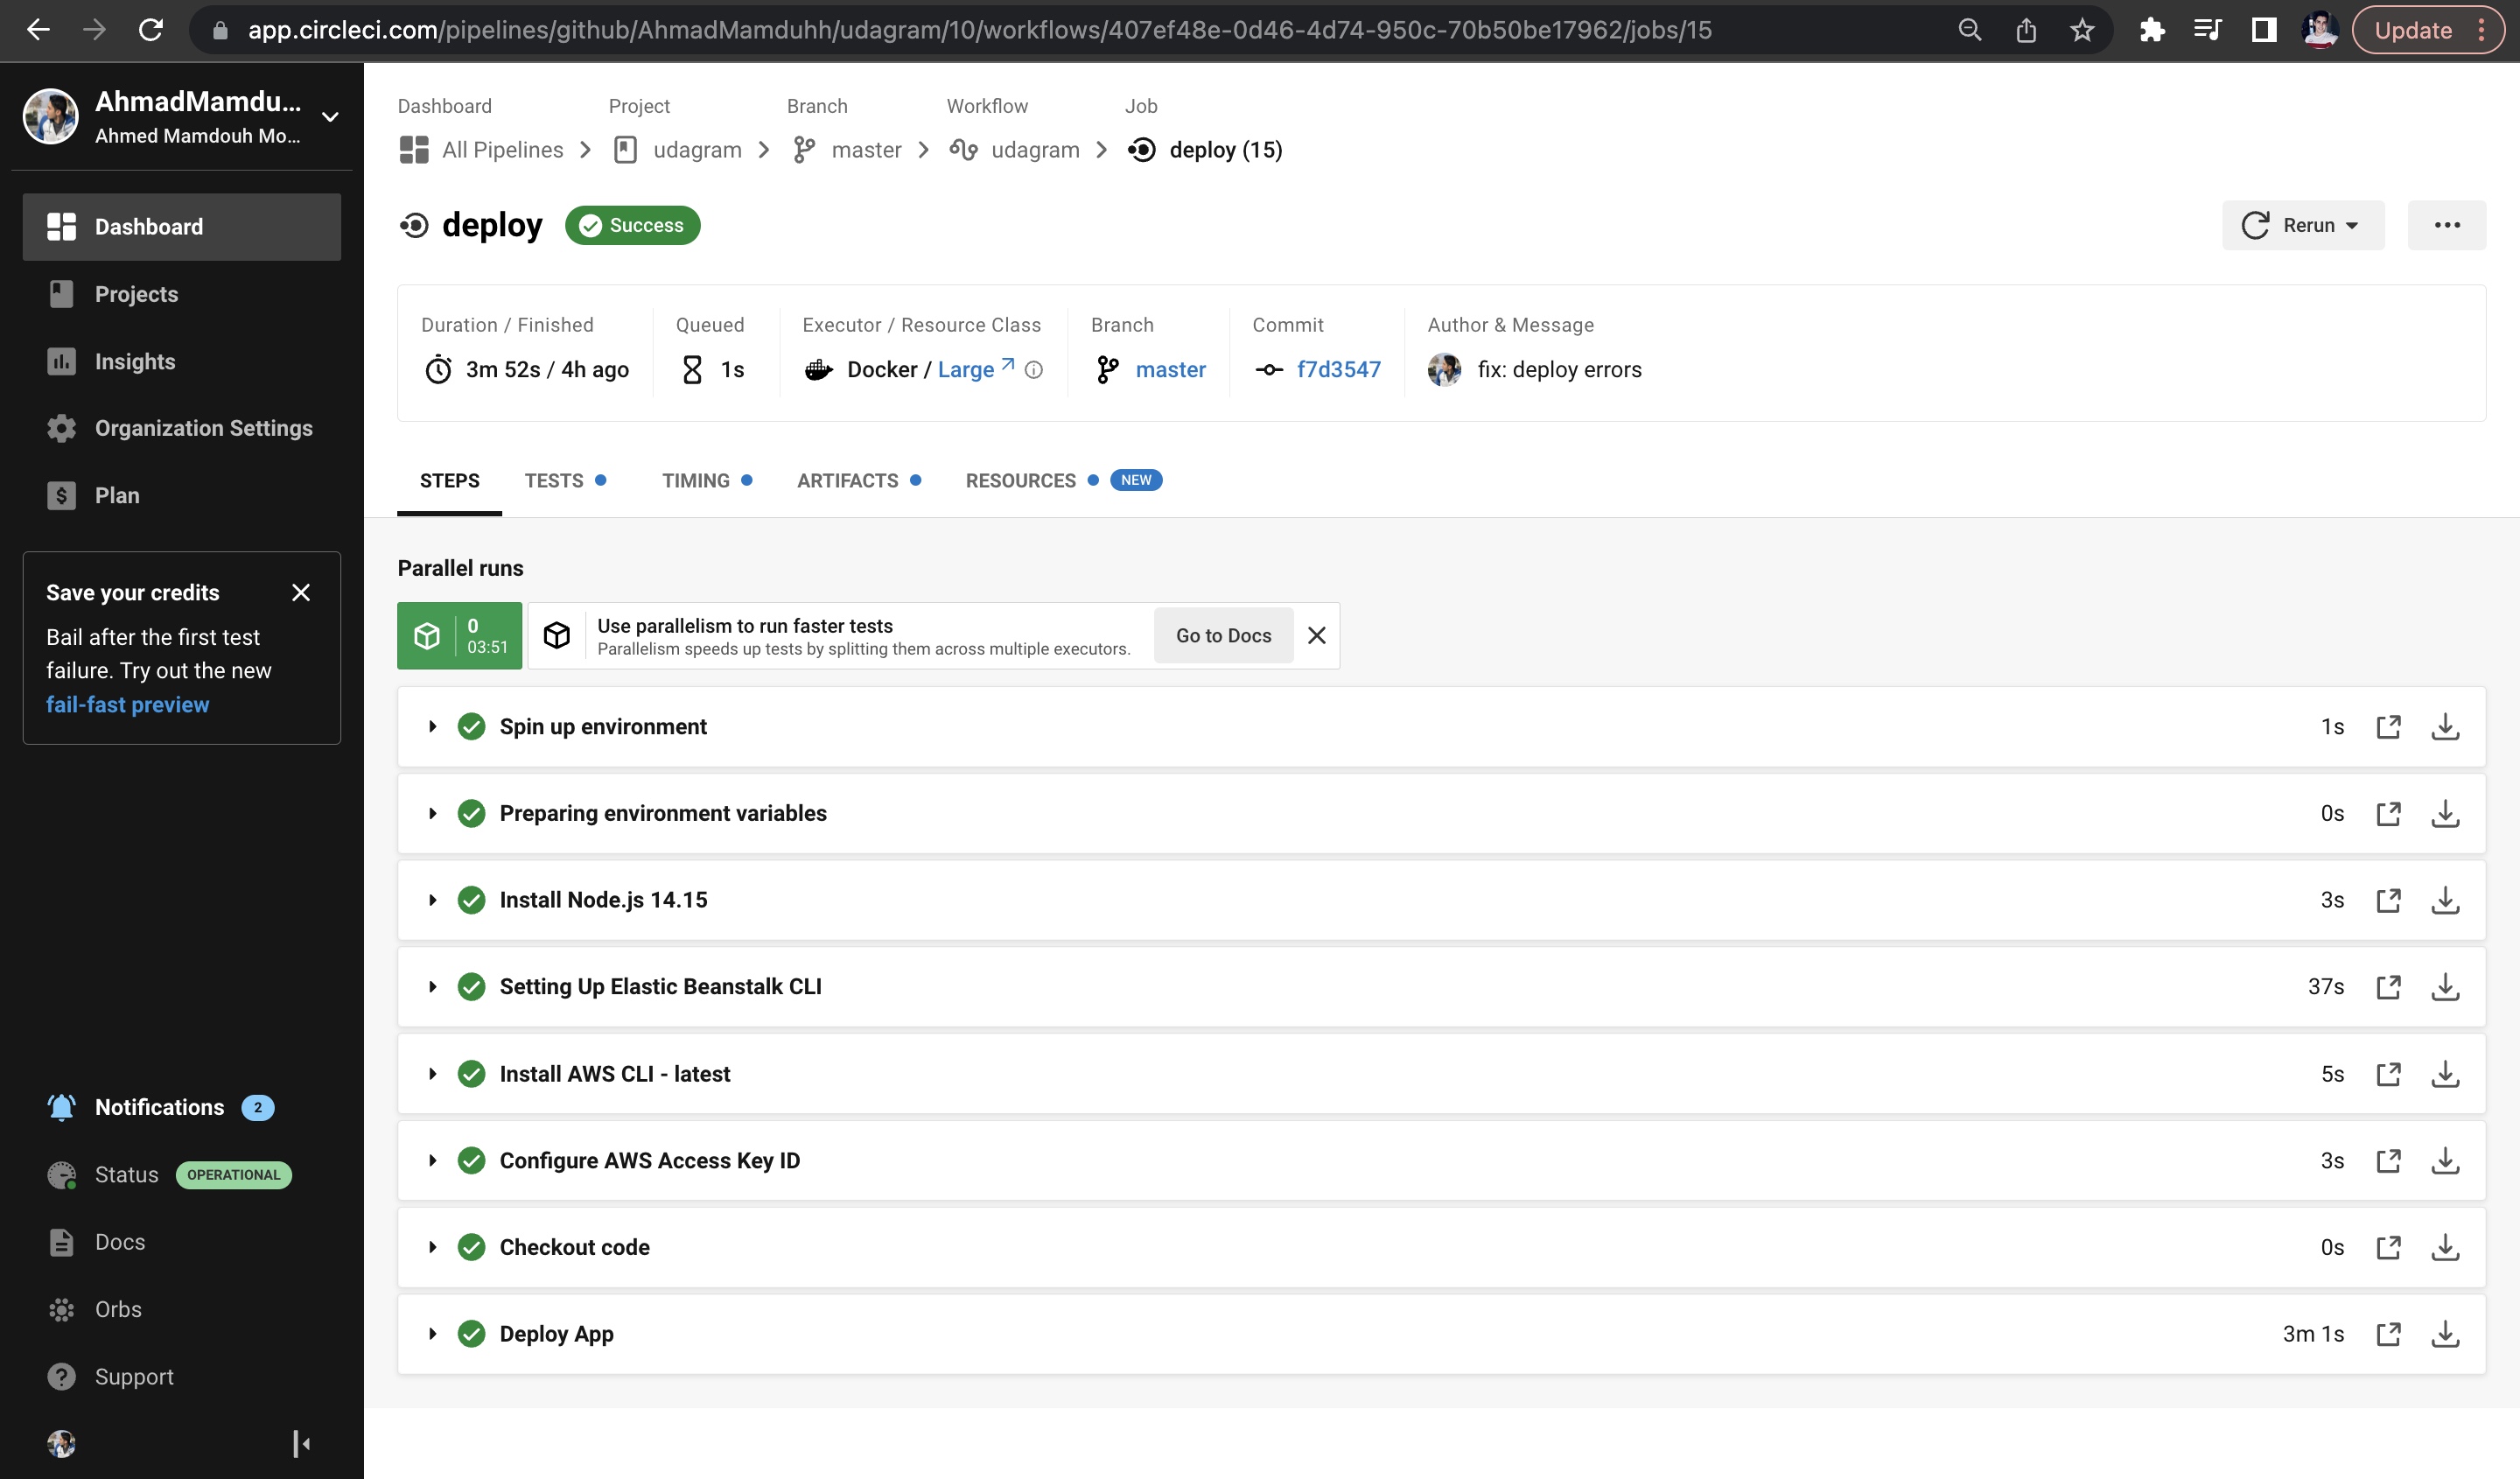 app.circleci.com/pipelines/github/AhmadMamduhh/udagram/10/workflows/407ef48e-0d46-4d74-950c-70b50be17962/jobs/15
Update
AhmadMamdu...
Ahmed Mamdouh Mo...
Dashboard
Projects
Insights
Organization Settings
Plan
Save your credits
Bail after the first test
failure. Try out the new
fail-fast preview
Notifications 2
Status OPERATIONAL
Docs
Orbs
Support
Dashboard Project Branch Workflow Job
All Pipelines udagram master udagram deploy (15)
deploy Success
Rerun
Duration / Finished Queued Executor / Resource Class Branch Commit Author & Message
3m 52s / 4h ago 1s Docker / Large master f7d3547 fix: deploy errors
STEPS TESTS TIMING ARTIFACTS RESOURCES NEW
Parallel runs
0
03:51
Use parallelism to run faster tests
Parallelism speeds up tests by splitting them across multiple executors.
Go to Docs
Spin up environment 1s
Preparing environment variables 0s
Install Node.js 14.15 3s
Setting Up Elastic Beanstalk CLI 37s
Install AWS CLI - latest 5s
Configure AWS Access Key ID 3s
Checkout code 0s
Deploy App 3m 1s